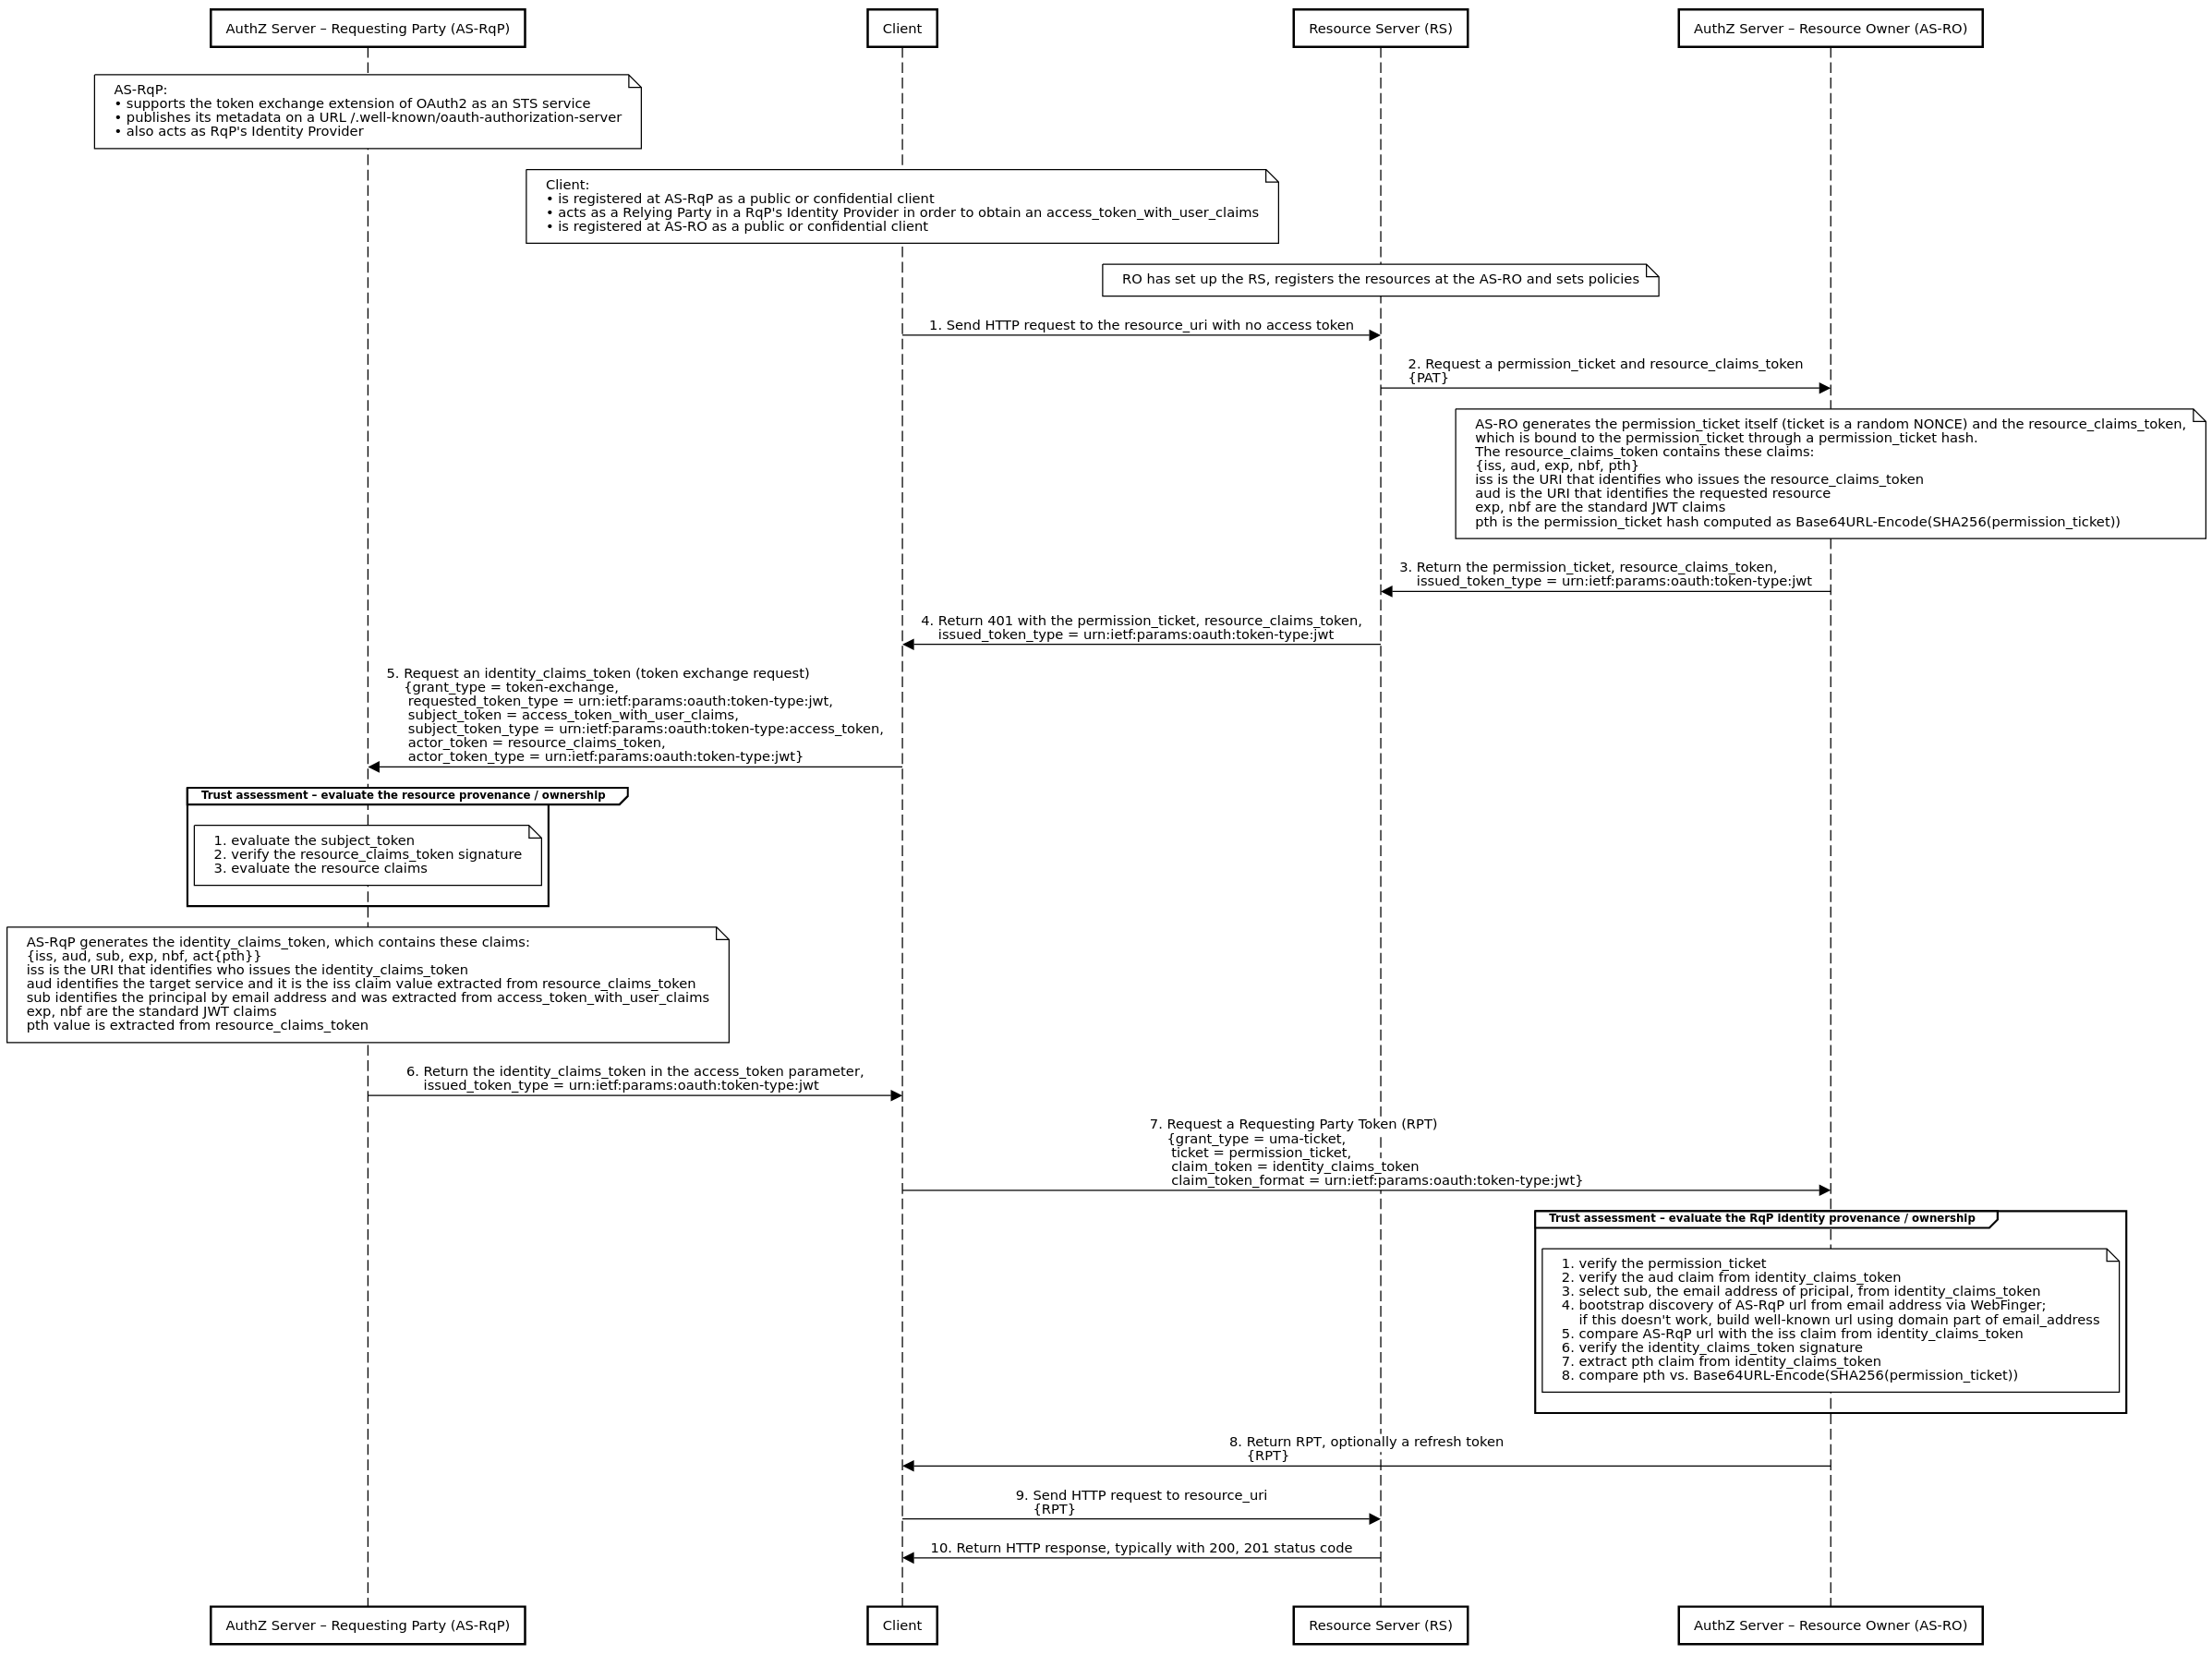 AuthZ Server – Requesting Party (AS-RqP)
Client
Resource Server (RS)
AuthZ Server – Resource Owner (AS-RO)
AS-RqP:
• supports the token exchange extension of OAuth2 as an STS service
• publishes its metadata on a URL /.well-known/oauth-authorization-server
• also acts as RqP's Identity Provider
Client:
• is registered at AS-RqP as a public or confidential client
• acts as a Relying Party in a RqP's Identity Provider in order to obtain an access_token_with_user_claims
• is registered at AS-RO as a public or confidential client
RO has set up the RS, registers the resources at the AS-RO and sets policies
1. Send HTTP request to the resource_uri with no access token
2. Request a permission_ticket and resource_claims_token
{PAT}
AS-RO generates the permission_ticket itself (ticket is a random NONCE) and the resource_claims_token,
which is bound to the permission_ticket through a permission_ticket hash.
The resource_claims_token contains these claims:
{iss, aud, exp, nbf, pth}
iss is the URI that identifies who issues the resource_claims_token
aud is the URI that identifies the requested resource
exp, nbf are the standard JWT claims
pth is the permission_ticket hash computed as Base64URL-Encode(SHA256(permission_ticket))
3. Return the permission_ticket, resource_claims_token,
issued_token_type = urn:ietf:params:oauth:token-type:jwt
4. Return 401 with the permission_ticket, resource_claims_token,
issued_token_type = urn:ietf:params:oauth:token-type:jwt
5. Request an identity_claims_token (token exchange request)
{grant_type = token-exchange,
requested_token_type = urn:ietf:params:oauth:token-type:jwt,
subject_token = access_token_with_user_claims,
subject_token_type = urn:ietf:params:oauth:token-type:access_token,
actor_token = resource_claims_token,
actor_token_type = urn:ietf:params:oauth:token-type:jwt}
Trust assessment – evaluate the resource provenance / ownership
1. evaluate the subject_token
2. verify the resource_claims_token signature
3. evaluate the resource claims
AS-RqP generates the identity_claims_token, which contains these claims:
{iss, aud, sub, exp, nbf, act{pth}}
iss is the URI that identifies who issues the identity_claims_token
aud identifies the target service and it is the iss claim value extracted from resource_claims_token
sub identifies the principal by email address and was extracted from access_token_with_user_claims
exp, nbf are the standard JWT claims
pth value is extracted from resource_claims_token
6. Return the identity_claims_token in the access_token parameter,
issued_token_type = urn:ietf:params:oauth:token-type:jwt
7. Request a Requesting Party Token (RPT)
{grant_type = uma-ticket,
ticket = permission_ticket,
claim_token = identity_claims_token
claim_token_format = urn:ietf:params:oauth:token-type:jwt}
Trust assessment – evaluate the RqP identity provenance / ownership
1. verify the permission_ticket
2. verify the aud claim from identity_claims_token
3. select sub, the email address of pricipal, from identity_claims_token
4. bootstrap discovery of AS-RqP url from email address via WebFinger;
if this doesn't work, build well-known url using domain part of email_address
5. compare AS-RqP url with the iss claim from identity_claims_token
6. verify the identity_claims_token signature
7. extract pth claim from identity_claims_token
8. compare pth vs. Base64URL-Encode(SHA256(permission_ticket))
8. Return RPT, optionally a refresh token
{RPT}
9. Send HTTP request to resource_uri
{RPT}
10. Return HTTP response, typically with 200, 201 status code
AuthZ Server – Requesting Party (AS-RqP)
Client
Resource Server (RS)
AuthZ Server – Resource Owner (AS-RO)